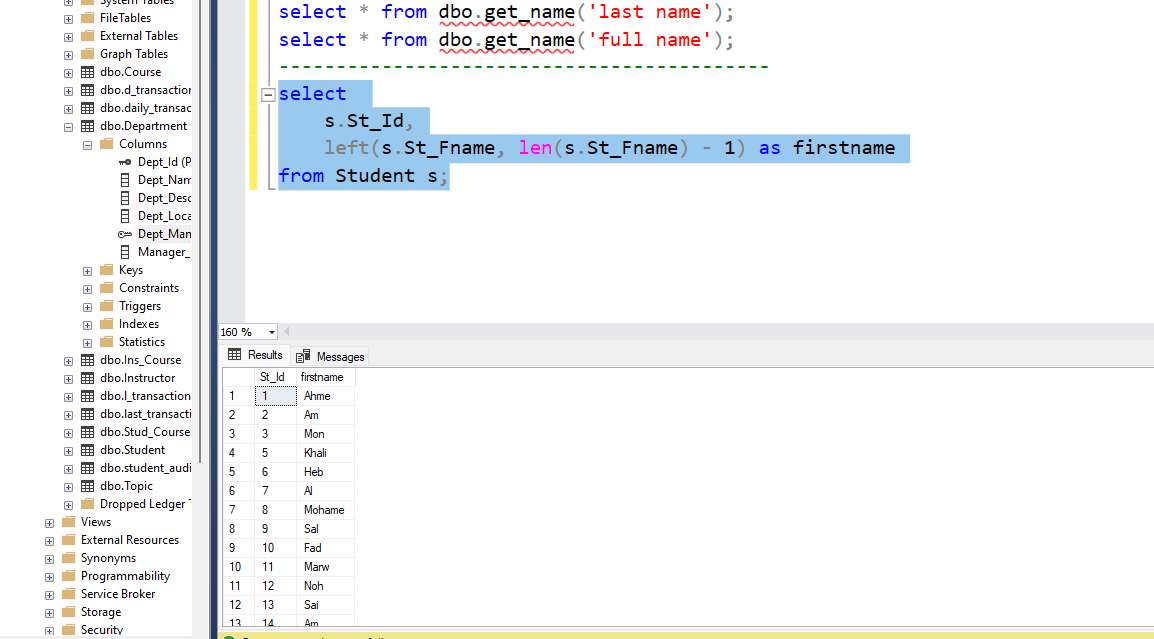 System Tables
FileTables
External Tables
Graph Tables
dbo.Course
dbo.d_transaction
dbo.daily_transac
dbo.Department
Columns
Dept_Id (P
Dept_Nam
Dept_Desc
Dept_Loca
Dept_Man
Manager_
Keys
Constraints
Triggers
Indexes
Statistics
dbo.Ins_Course
dbo.Instructor
dbo.l_transaction
dbo.last_transacti
dbo.Stud_Course
dbo.Student
dbo.student_audi
dbo.Topic
Dropped Ledger T
Views
External Resources
Synonyms
Programmability
Service Broker
Storage
Security
select * from dbo.get_name('last name');
select * from dbo.get_name('full name');
-------------------------------------------
select
s.St_Id,
left(s.St_Fname, len(s.St_Fname) - 1) as firstname
from Student s;
160 %
Results Messages
St_Id firstname
1 1 Ahme
2 2 Am
3 3 Mon
4 5 Khali
5 6 Heb
6 7 Al
7 8 Mohame
8 9 Sal
9 10 Fad
10 11 Marw
11 12 Noh
12 13 Sai
13 14 Am